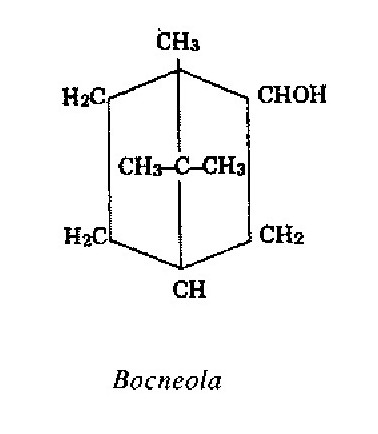 CH₃
H₂C CHOH
CH₃-C-CH₃
H₂C CH₂
CH
Bocneola